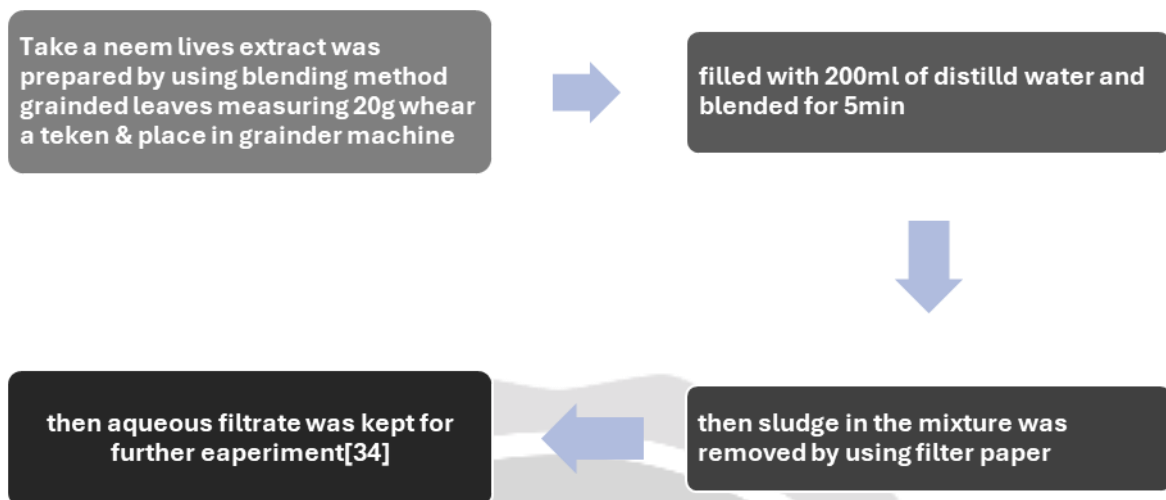 Take a neem lives extract was
prepared by using blending method
grainded leaves measuring 20g whear
a teken & place in grainder machine
filled with 200ml of distilld water and
blended for 5min
then sludge in the mixture was
removed by using filter paper
then aqueous filtrate was kept for
further eaperiment[34]